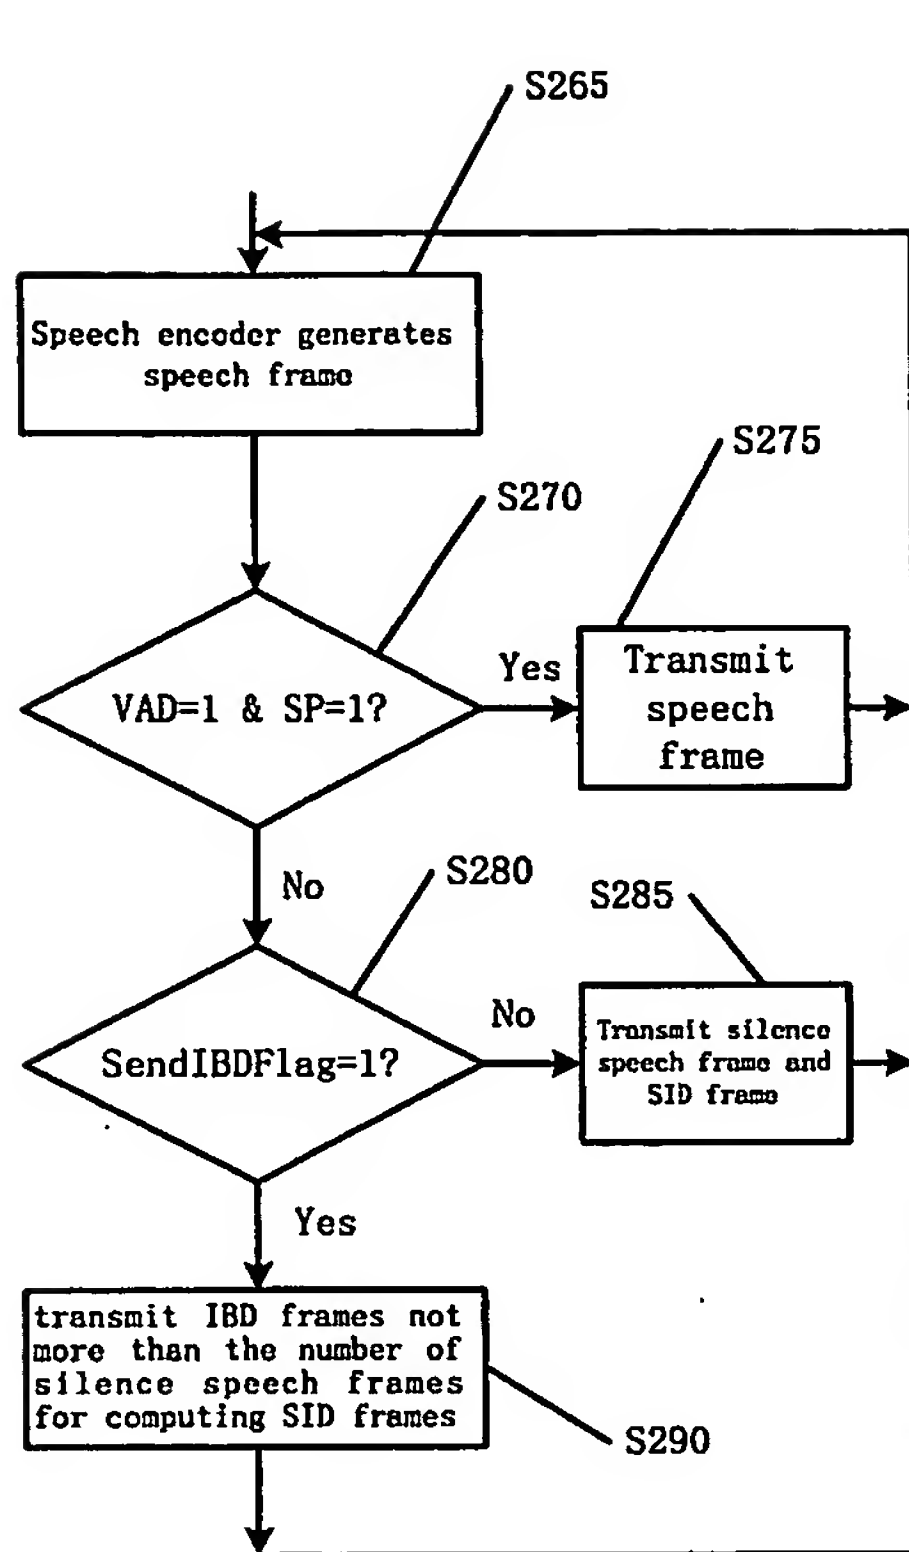 S265
Speech encoder generates
speech frame
S275
S270
Yes
Transmit
speech
frame
VAD=1 & SP=1?
No
S280
S285
No
SendIBDFlag=1?
Transmit silence
speech frame and
SID frame
Yes
transmit IBD frames not
more than the number of
silence speech frames
for computing SID frames
S290